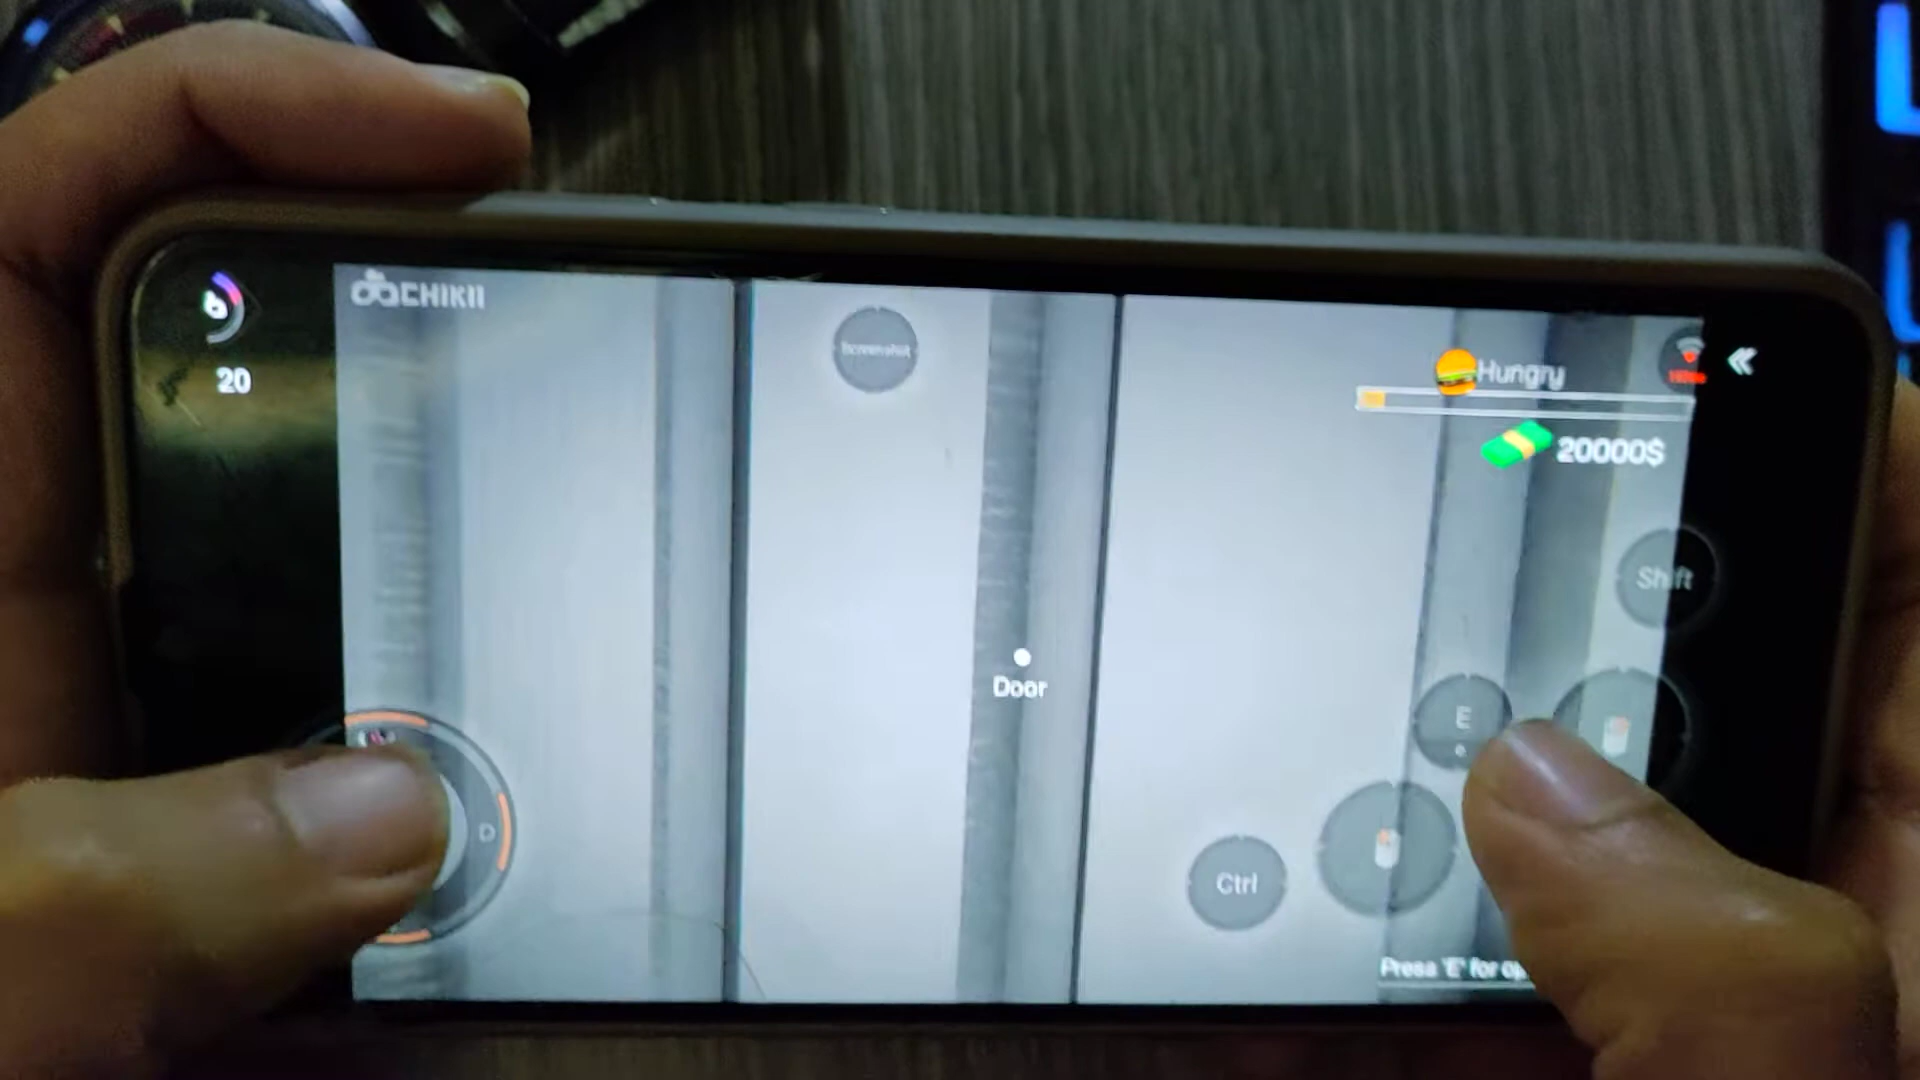 CHIKII
20
Screenshot
Hungry
20000$
Shift
Door
E
D
Ctrl
Press 'E' for